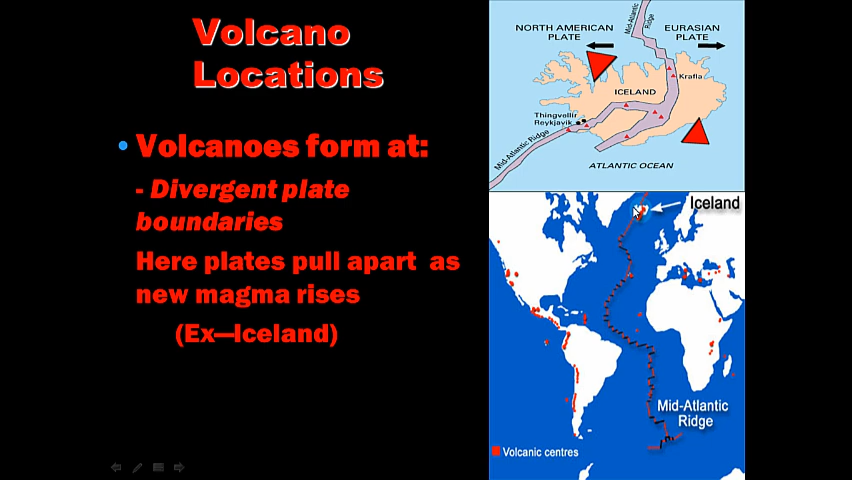 Volcano
Locations
• Volcanoes form at:
- Divergent plate
boundaries
Here plates pull apart as
new magma rises
(Ex—Iceland)
Mid-Atlantic
Ridge
NORTH AMERICAN
PLATE
EURASIAN
PLATE
Krafla
ICELAND
Thingvellir
Reykjavik
Mid-Atlantic Ridge
ATLANTIC OCEAN
Iceland
Mid-Atlantic
Ridge
Volcanic centres